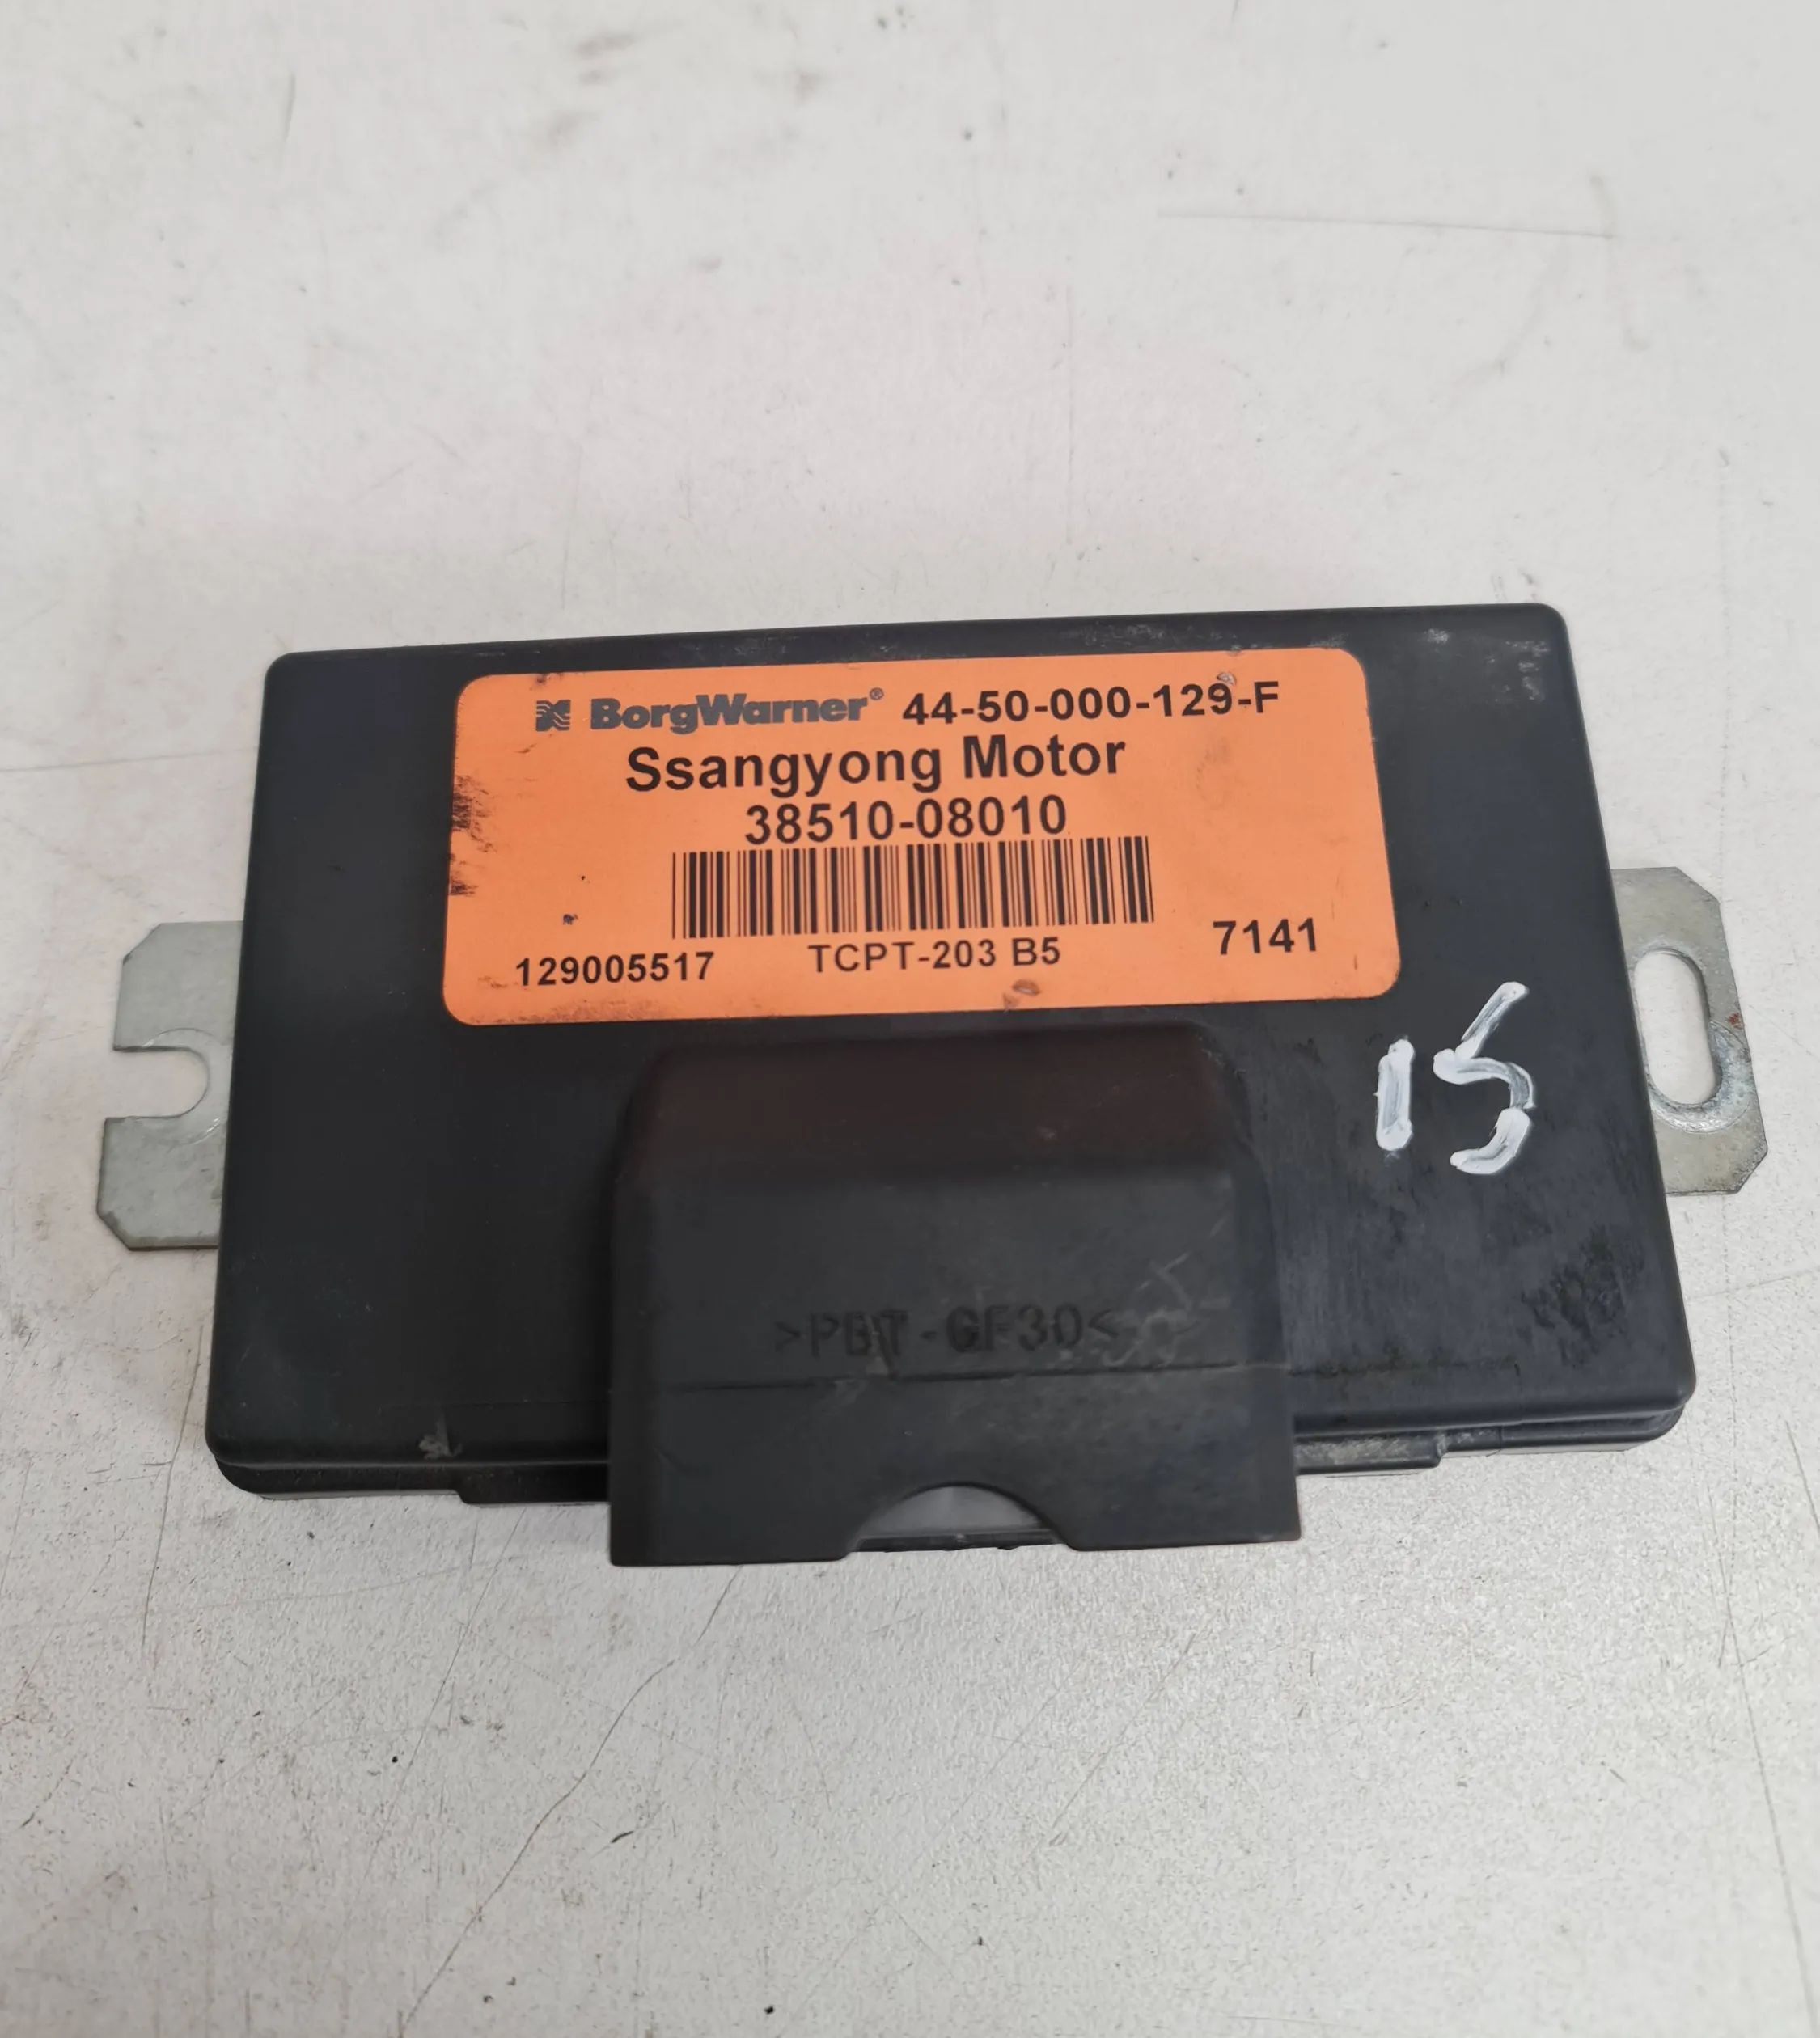 BorgWarner® 44-50-000-129-F
Ssangyong Motor
38510-08010
129005517 TCPT-203 B5 7141
15
>PBT-GF30<